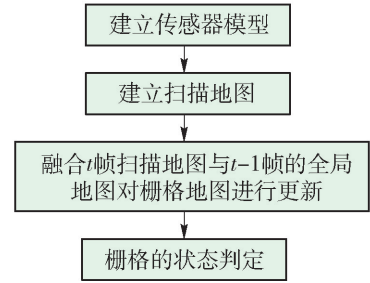 建立传感器模型
建立扫描地图
融合t帧扫描地图与t-1帧的全局
地图对栅格地图进行更新
栅格的状态判定